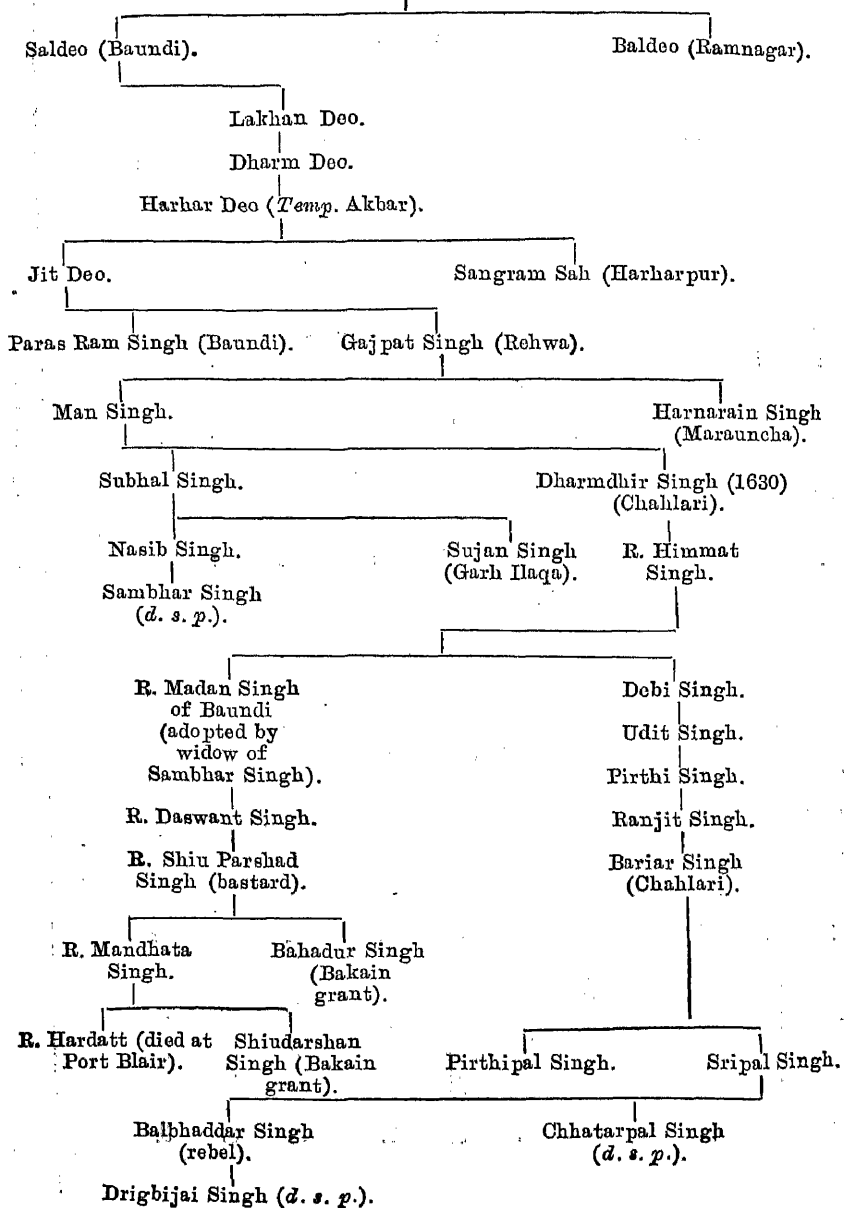 Saldeo (Baundi). Baldeo (Ramnagar).
Lakhan Deo.
Dharm Deo.
Harhar Deo (Temp. Akbar).
Jit Deo. Sangram Sah (Harharpur).
Paras Ram Singh (Baundi). Gajpat Singh (Rehwa).
Man Singh. Harnarain Singh
(Marauncha).
Subhal Singh. Dharmdhir Singh (1630)
(Chahlari).
Nasib Singh. Sujan Singh R. Himmat
(Garh Ilaqa). Singh.
Sambhar Singh
(d. s. p.).
R. Madan Singh Debi Singh.
of Baundi
(adopted by Udit Singh.
widow of
Sambhar Singh). Pirthi Singh.
R. Daswant Singh. Ranjit Singh.
R. Shiu Parshad Bariar Singh
Singh (bastard). (Chahlari).
R. Mandhata Bahadur Singh
Singh. (Bakain
grant).
R. Hardatt (died at Shiudarshan
Port Blair). Singh (Bakain Pirthipal Singh. Sripal Singh.
grant).
Balbhaddar Singh Chhatarpal Singh
(rebel). (d. s. p.).
Drigbijai Singh (d. s. p.).